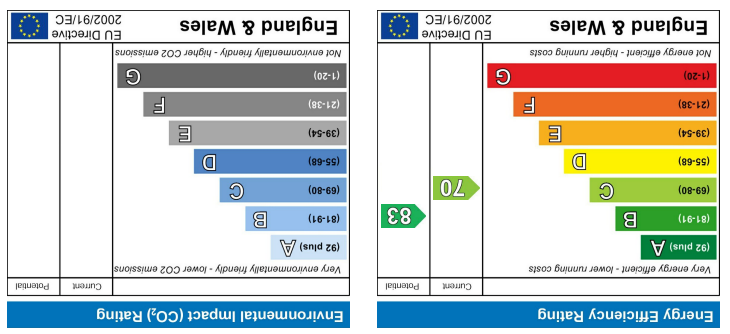 Energy Efficiency Rating
Current Potential
Very energy efficient - lower running costs
(92 plus) A
(81-91) B
(69-80) C
(55-68) D
(39-54) E
(21-38) F
(1-20) G
70
83
Not energy efficient - higher running costs
England & Wales
EU Directive
2002/91/EC
Environmental Impact (CO₂) Rating
Current Potential
Very environmentally friendly - lower CO2 emissions
(92 plus) A
(81-91) B
(69-80) C
(55-68) D
(39-54) E
(21-38) F
(1-20) G
Not environmentally friendly - higher CO2 emissions
England & Wales
EU Directive
2002/91/EC